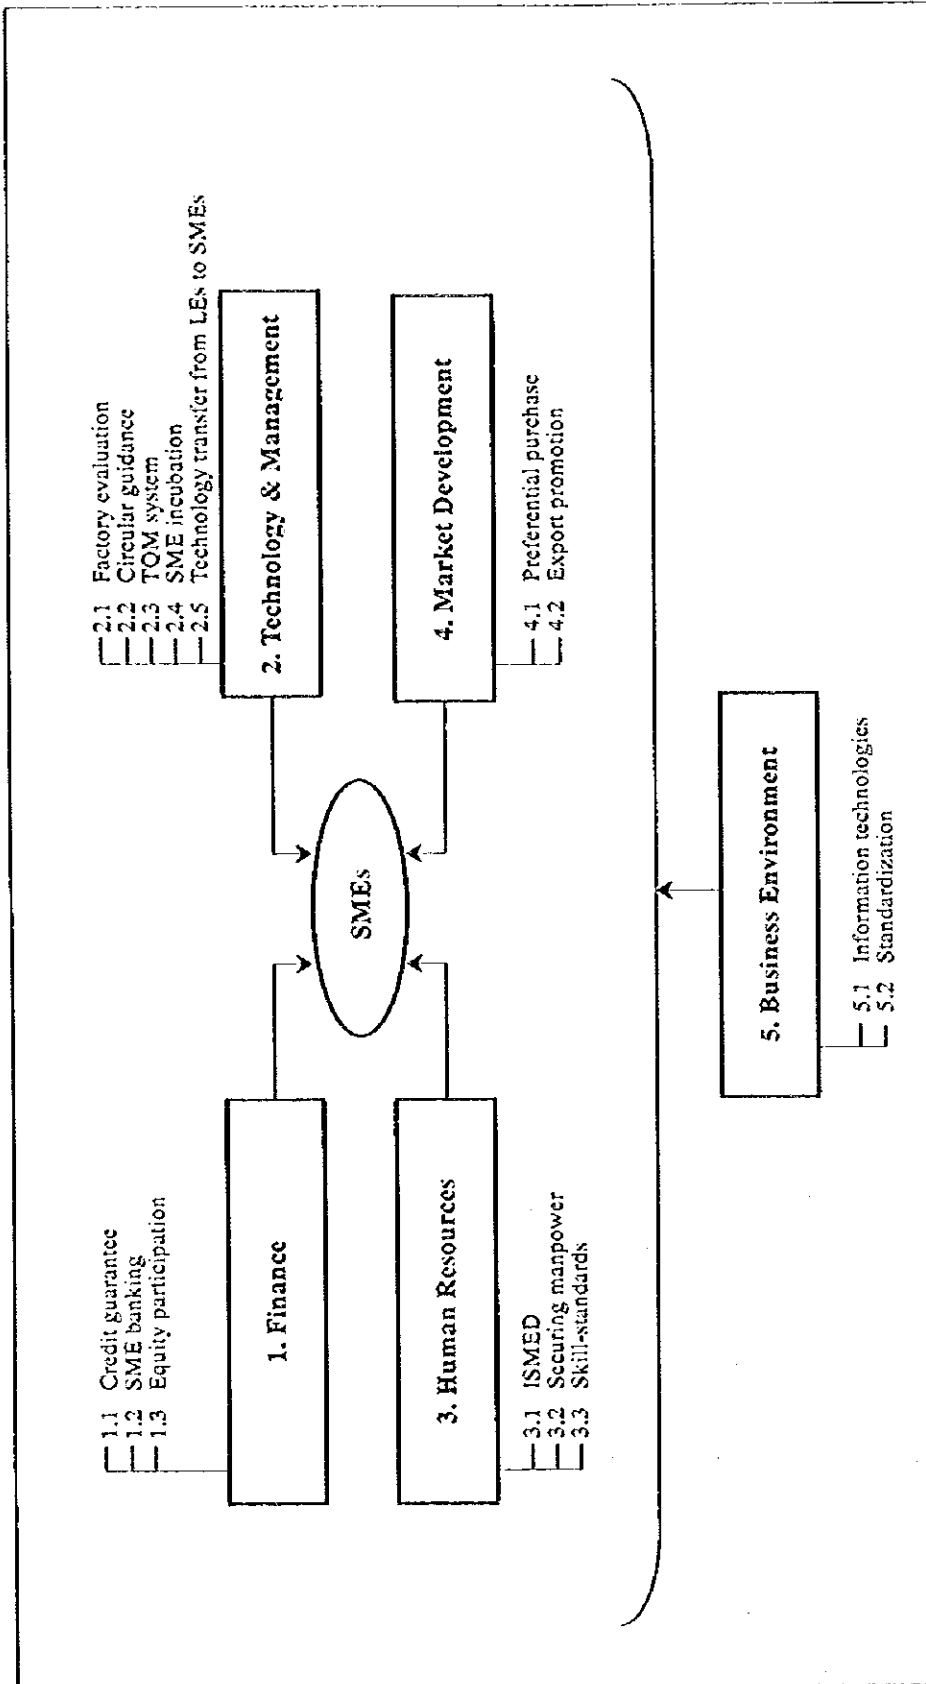 1.1 Credit guarantee
1.2 SME banking
1.3 Equity participation
1. Finance
2.1 Factory evaluation
2.2 Circular guidance
2.3 TQM system
2.4 SME incubation
2.5 Technology transfer from LEs to SMEs
2. Technology & Management
SMEs
3. Human Resources
3.1 ISMED
3.2 Securing manpower
3.3 Skill-standards
4. Market Development
4.1 Preferential purchase
4.2 Export promotion
5. Business Environment
5.1 Information technologies
5.2 Standardization